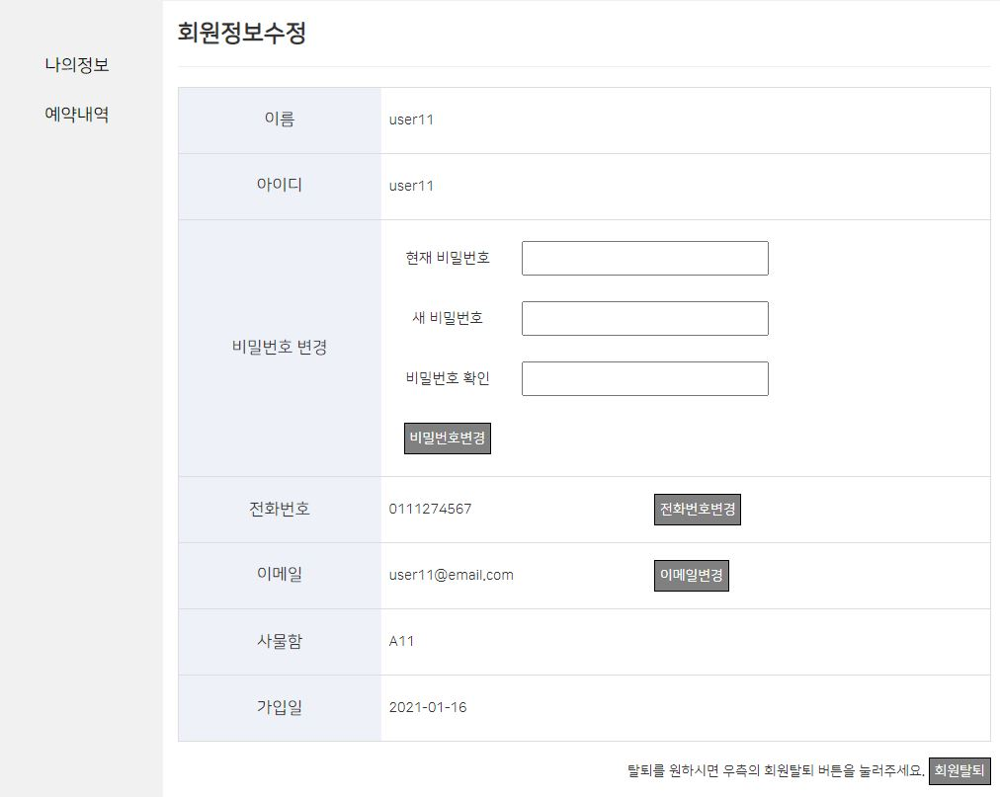 회원정보수정
나의정보
예약내역
이름 user11
아이디 user11
비밀번호 변경
현재 비밀번호
새 비밀번호
비밀번호 확인
비밀번호변경
전화번호 0111274567 전화번호변경
이메일 user11@email.com 이메일변경
사물함 A11
가입일 2021-01-16
탈퇴를 원하시면 우측의 회원탈퇴 버튼을 눌러주세요. 회원탈퇴